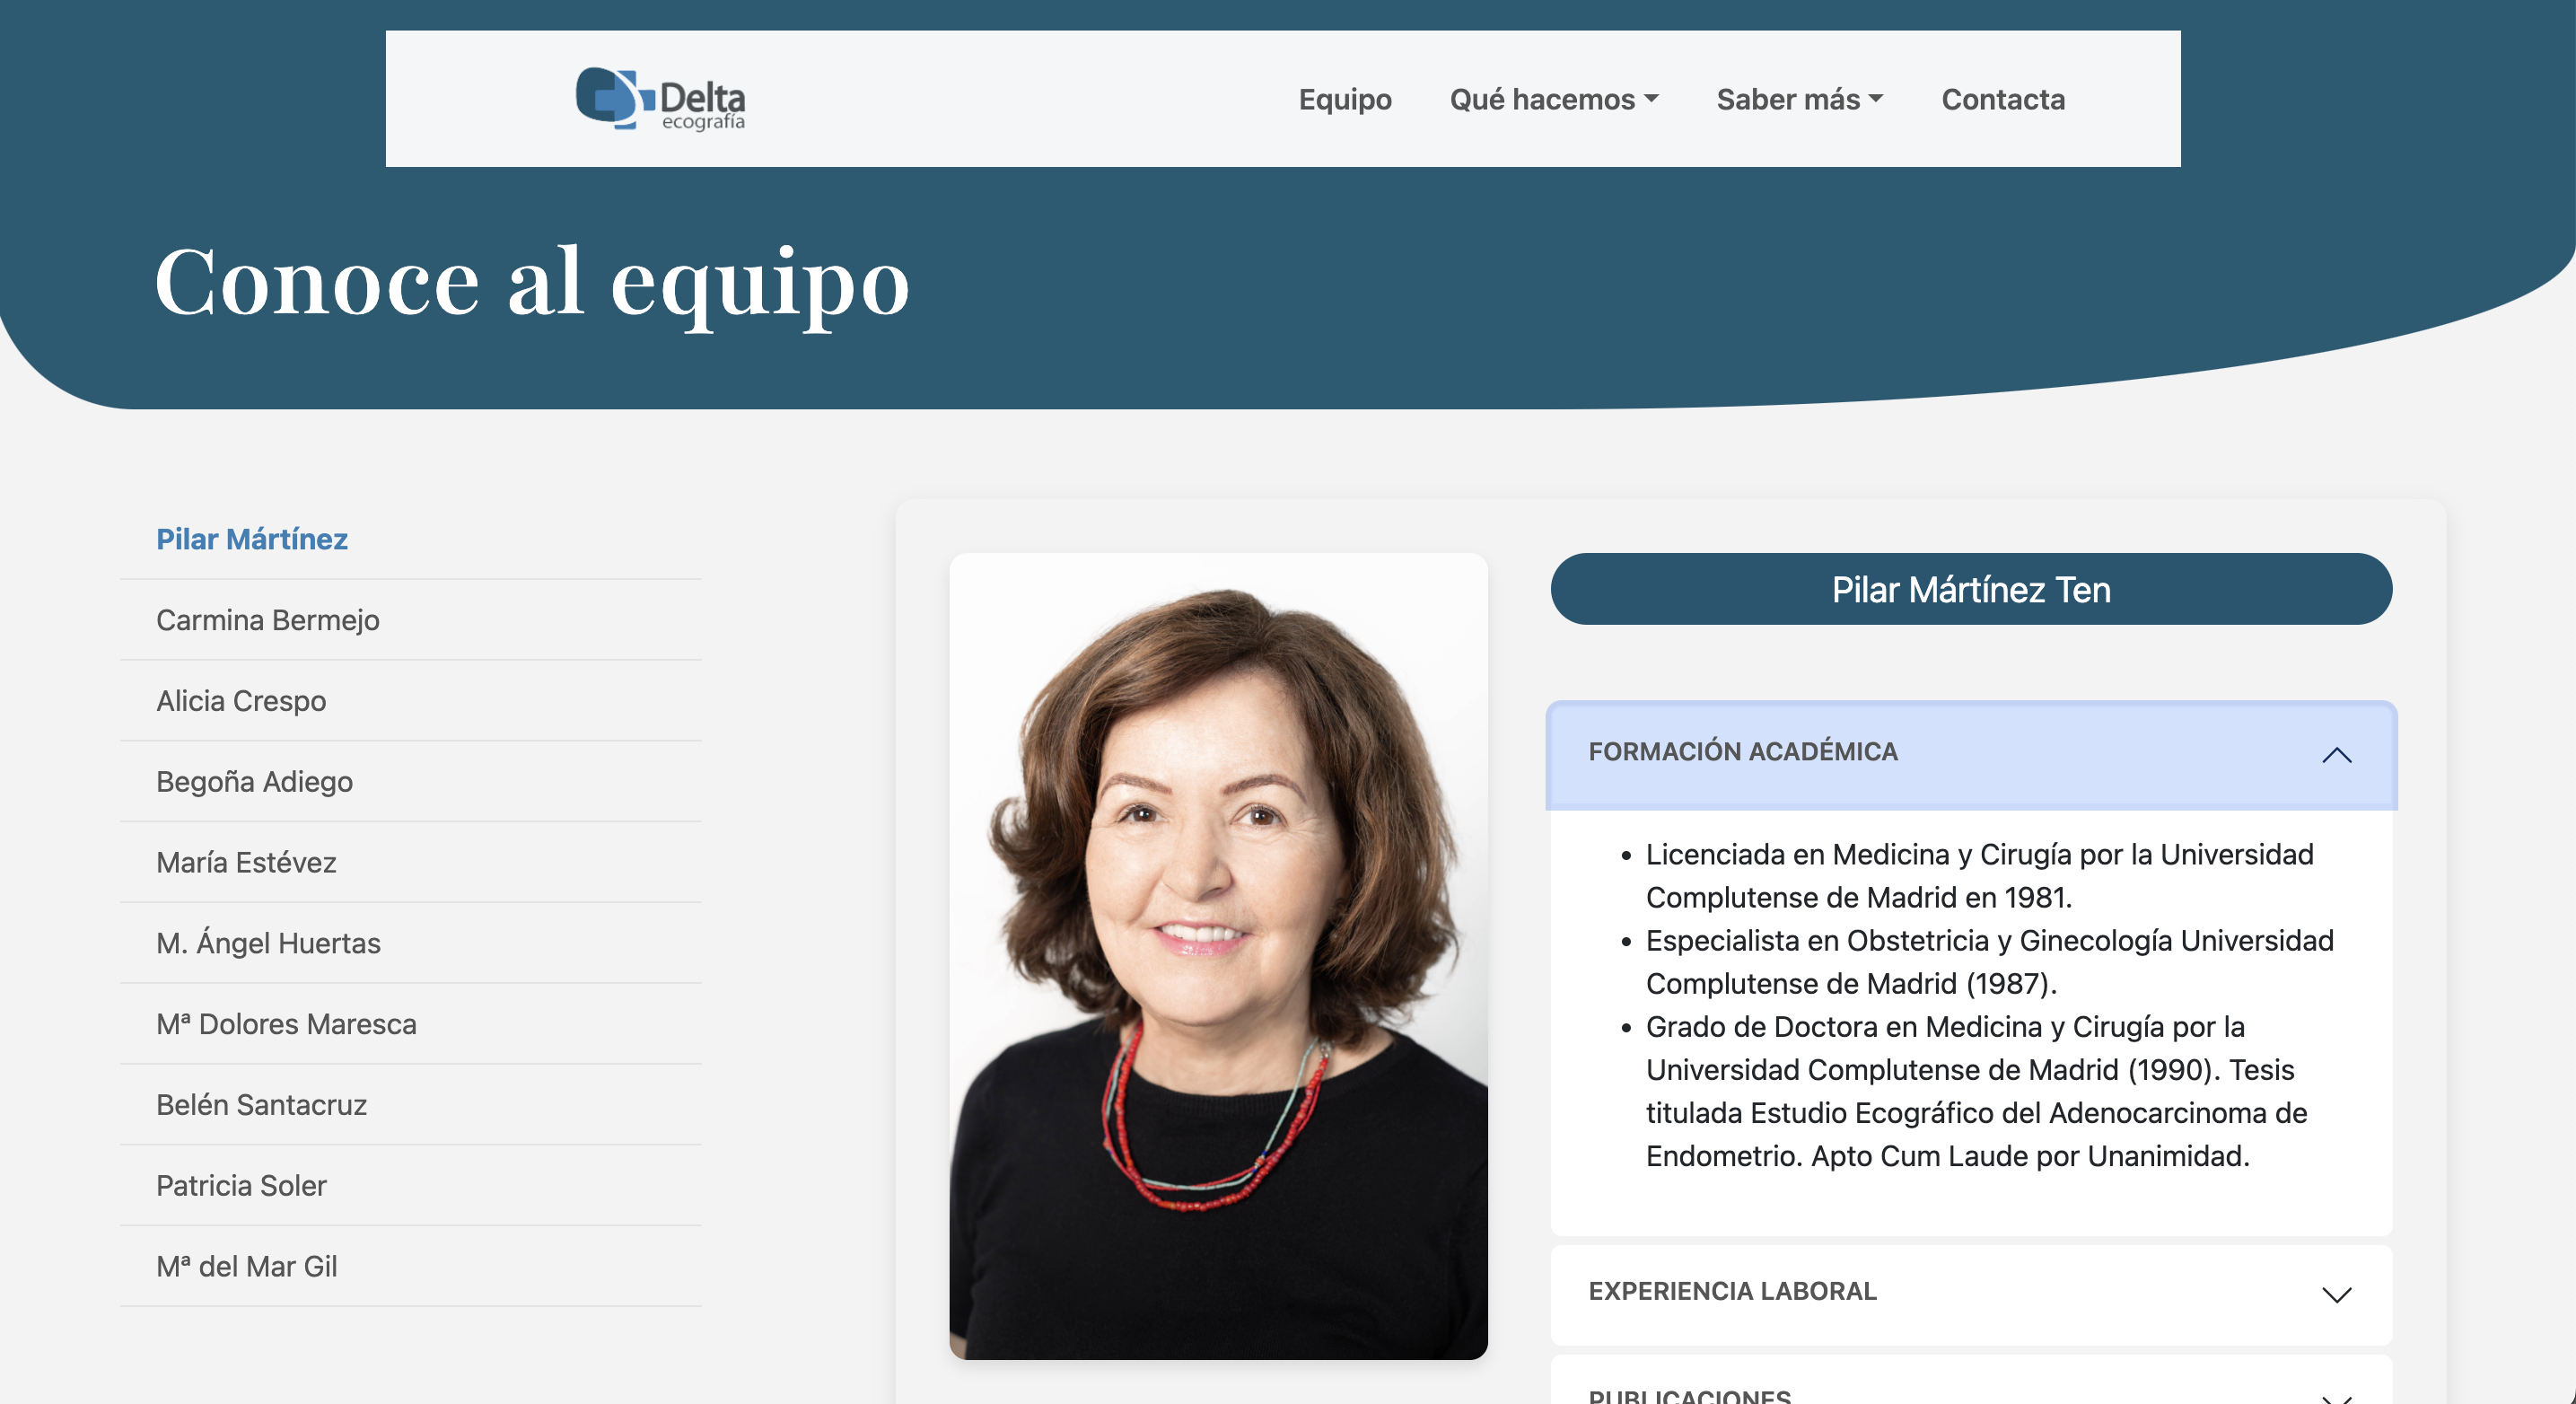 Delta
ecografía
Equipo
Qué hacemos
Saber más
Contacta
Conoce al equipo
Pilar Mártínez
Carmina Bermejo
Alicia Crespo
Begoña Adiego
María Estévez
M. Ángel Huertas
Mª Dolores Maresca
Belén Santacruz
Patricia Soler
Mª del Mar Gil
Pilar Mártínez Ten
FORMACIÓN ACADÉMICA
• Licenciada en Medicina y Cirugía por la Universidad
Complutense de Madrid en 1981.
• Especialista en Obstetricia y Ginecología Universidad
Complutense de Madrid (1987).
• Grado de Doctora en Medicina y Cirugía por la
Universidad Complutense de Madrid (1990). Tesis
titulada Estudio Ecográfico del Adenocarcinoma de
Endometrio. Apto Cum Laude por Unanimidad.
EXPERIENCIA LABORAL
PUBLICACIONES